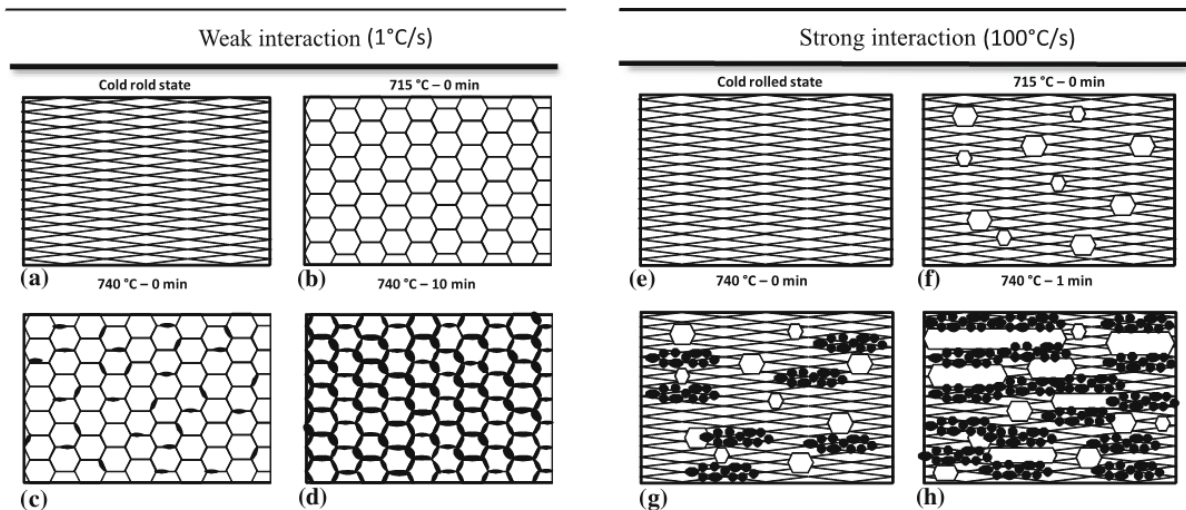 Weak interaction (1°C/s)
Cold rold state
715 °C – 0 min
(a)
(b)
740 °C – 0 min
740 °C – 10 min
(c)
(d)
Strong interaction (100°C/s)
Cold rolled state
715 °C – 0 min
(e)
(f)
740 °C – 0 min
740 °C – 1 min
(g)
(h)